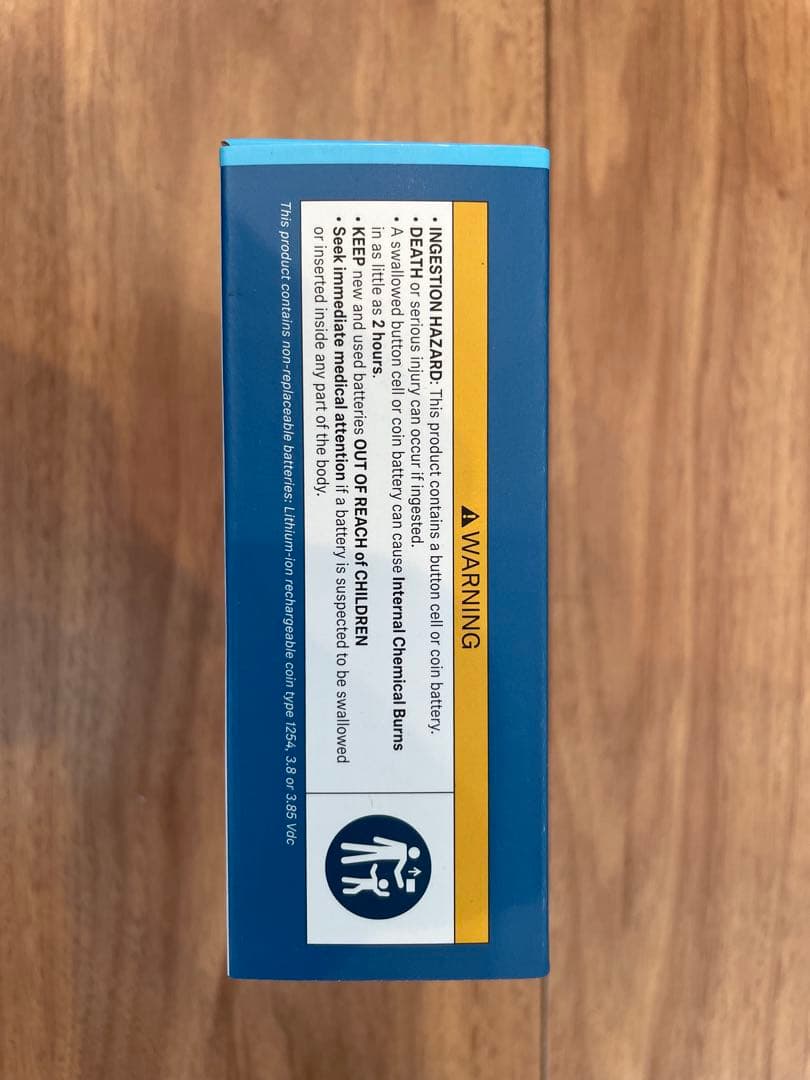 WARNING
• INGESTION HAZARD: This product contains a button cell or coin battery.
• DEATH or serious injury can occur if ingested.
• A swallowed button cell or coin battery can cause Internal Chemical Burns
in as little as 2 hours.
• KEEP new and used batteries OUT OF REACH of CHILDREN
• Seek immediate medical attention if a battery is suspected to be swallowed
or inserted inside any part of the body.
This product contains non-replaceable batteries: Lithium-ion rechargeable coin type 1254, 3.8 or 3.85 Vdc